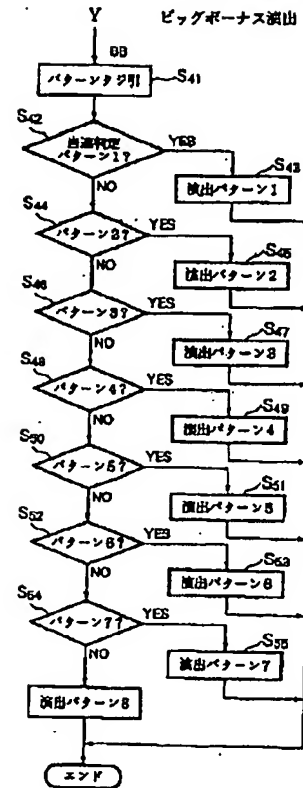 Y
ビッグボーナス演出
BB
パターンクジ引
S41
S42
当選判定
パターン1?
YES
S43
演出パターン1
NO
S44
パターン2?
YES
S45
演出パターン2
NO
S46
パターン3?
YES
S47
演出パターン3
NO
S48
パターン4?
YES
S49
演出パターン4
NO
S50
パターン5?
YES
S51
演出パターン5
NO
S52
パターン6?
YES
S53
演出パターン6
NO
S54
パターン7?
YES
S55
演出パターン7
NO
演出パターン8
エンド